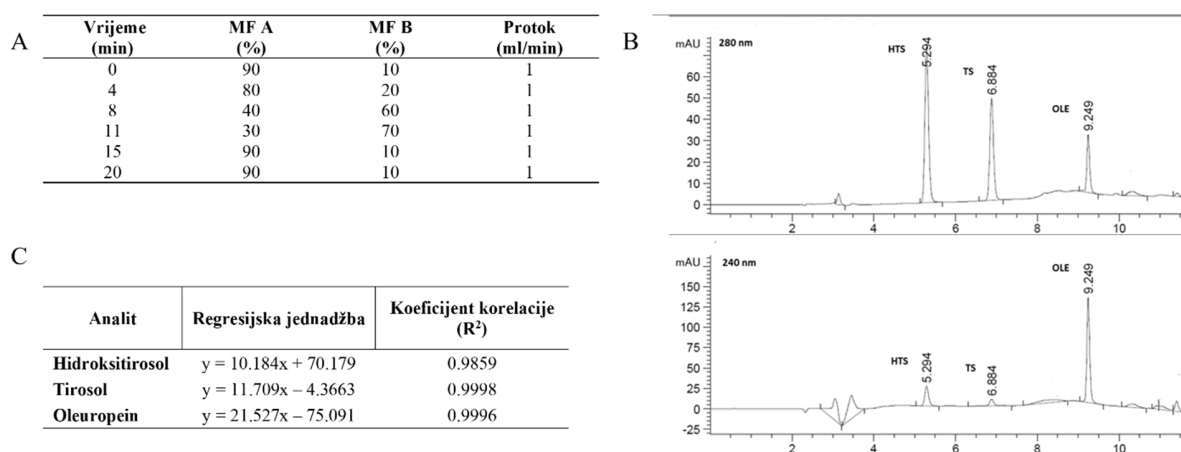 A
Vrijeme (min) MF A (%) MF B (%) Protok (ml/min)
0 90 10 1
4 80 20 1
8 40 60 1
11 30 70 1
15 90 10 1
20 90 10 1
B
mAU 280 nm
HTS 5.294
TS 6.884
OLE 9.249
60
50
40
30
20
10
0
2 4 6 8 10
mAU 240 nm
HTS 5.294
TS 6.884
OLE 9.249
150
125
100
75
50
25
0
-25
2 4 6 8 10
C
Analit Regresijska jednadžba Koeficijent korelacije (R²)
Hidroksitirosol y = 10.184x + 70.179 0.9859
Tirosol y = 11.709x – 4.3663 0.9998
Oleuropein y = 21.527x – 75.091 0.9996